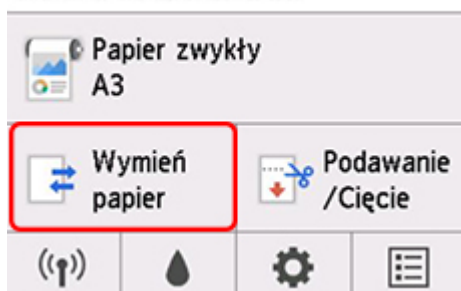 Papier zwykły
A3
Wymień
papier
Podawanie
/Cięcie